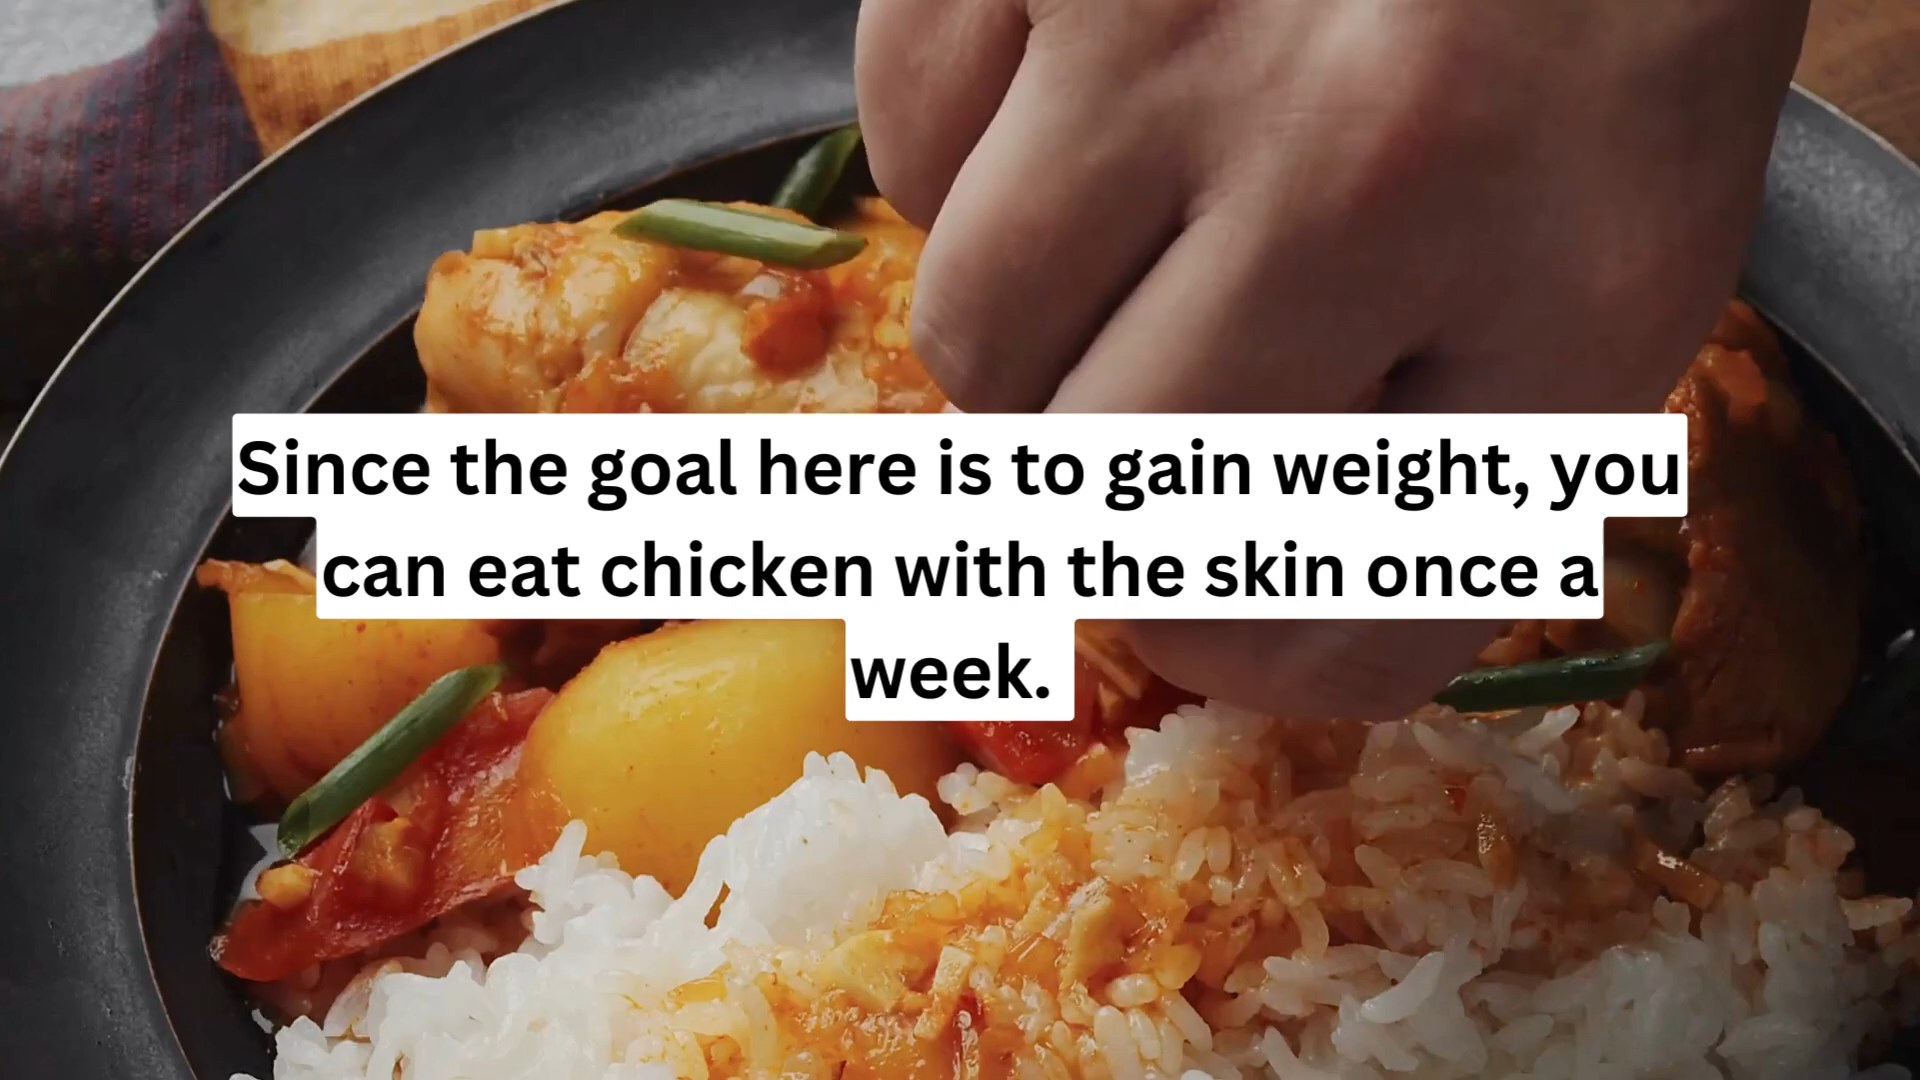 Since the goal here is to gain weight, you
can eat chicken with the skin once a
week.